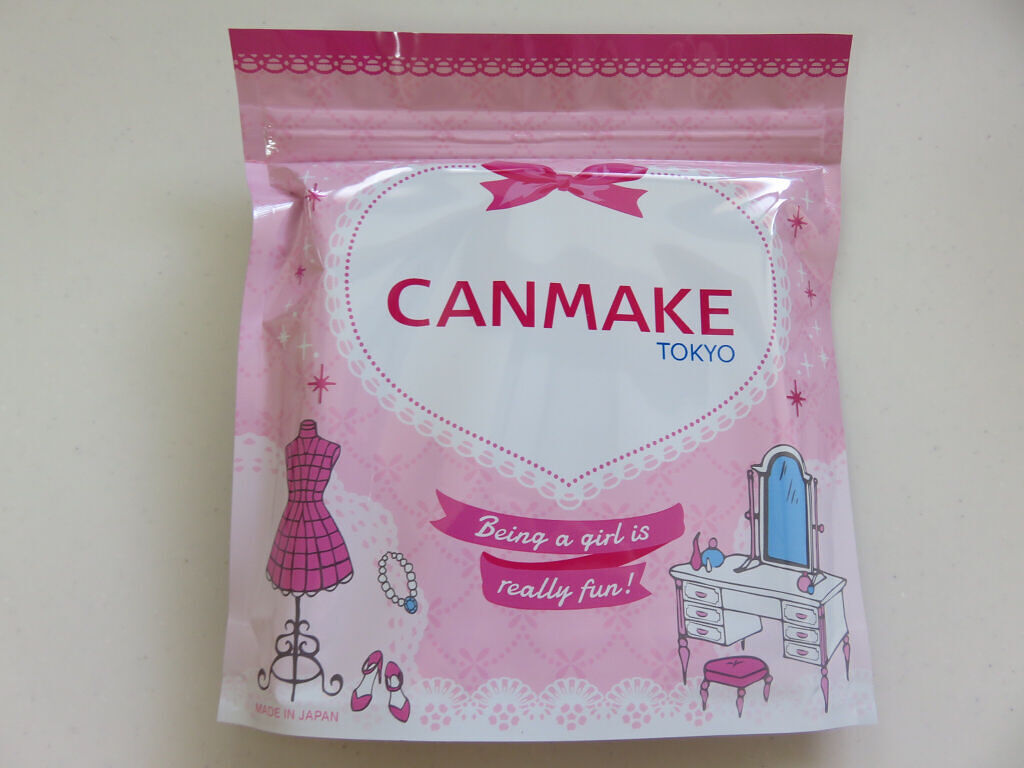 CANMAKE
TOKYO
Being a girl is
really fun!
MADE IN JAPAN